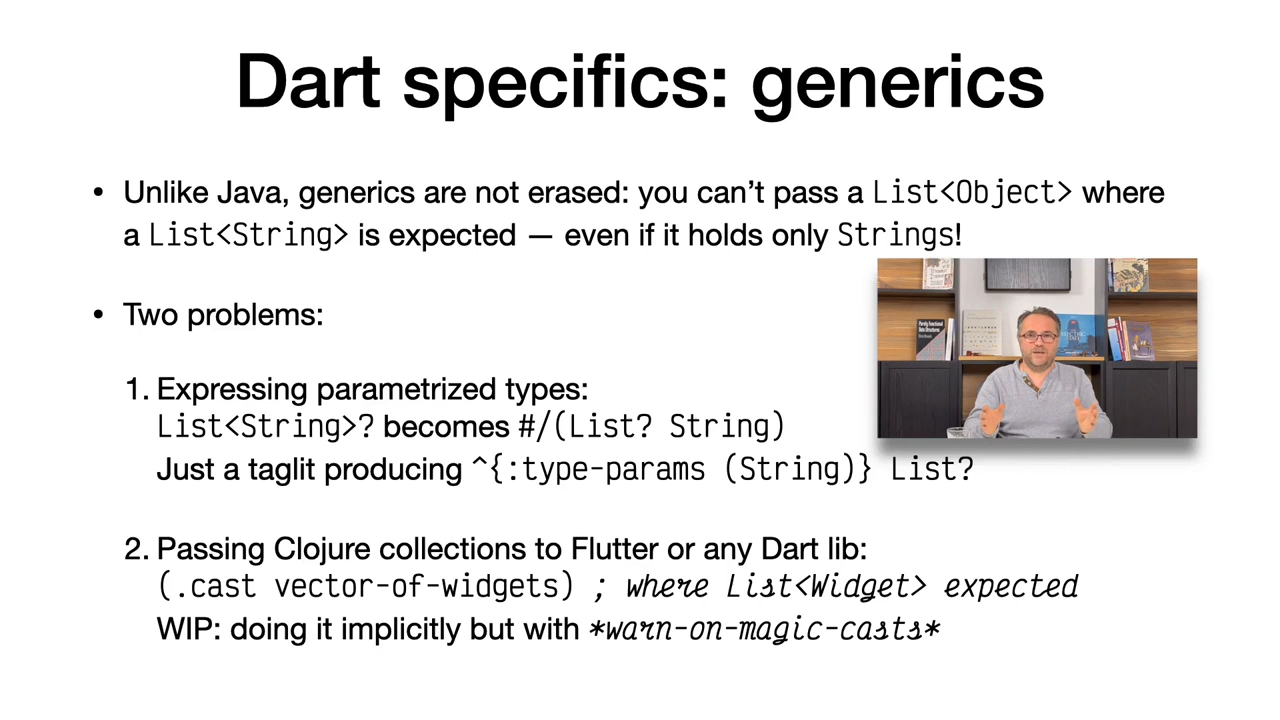 Dart specifics: generics
• Unlike Java, generics are not erased: you can’t pass a List<Object> where
a List<String> is expected — even if it holds only Strings!
• Two problems:
1. Expressing parametrized types:
List<String>? becomes #/(List? String)
Just a taglit producing ^{:type-params (String)} List?
2. Passing Clojure collections to Flutter or any Dart lib:
(.cast vector-of-widgets) ; where List<Widget> expected
WIP: doing it implicitly but with *warn-on-magic-casts*